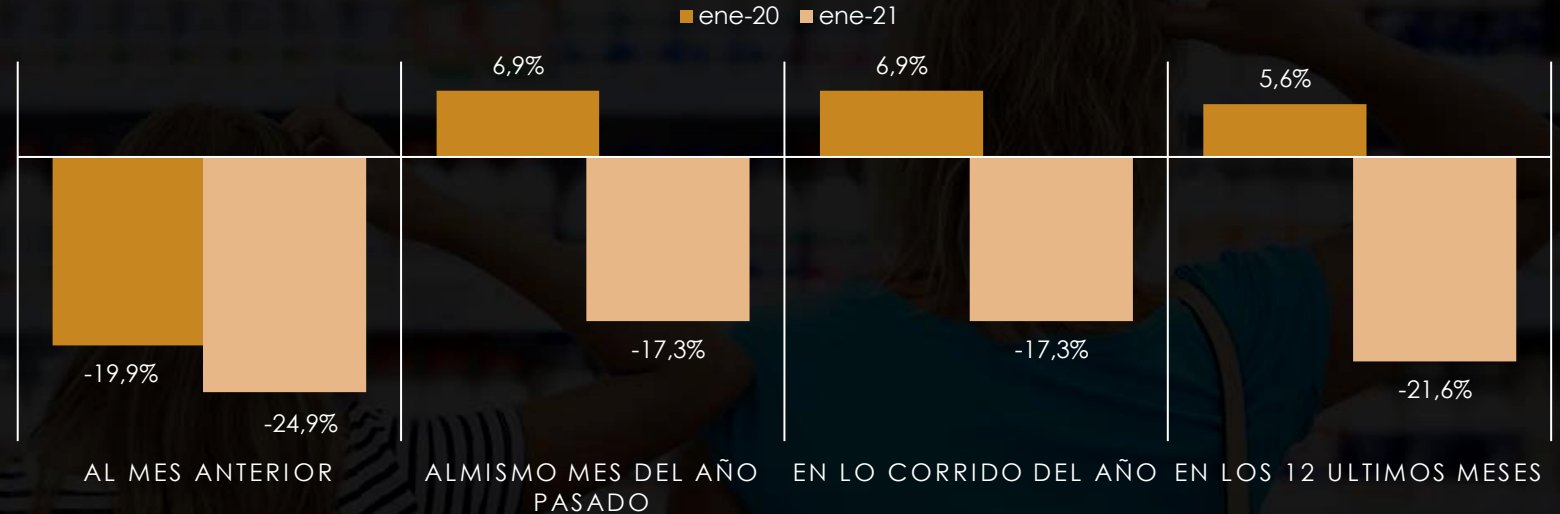 ene-20 ene-21
6,9% 6,9% 5,6%
-19,9% -24,9% -17,3% -17,3% -21,6%
AL MES ANTERIOR
ALMISMO MES DEL AÑO
PASADO
EN LO CORRIDO DEL AÑO
EN LOS 12 ULTIMOS MESES